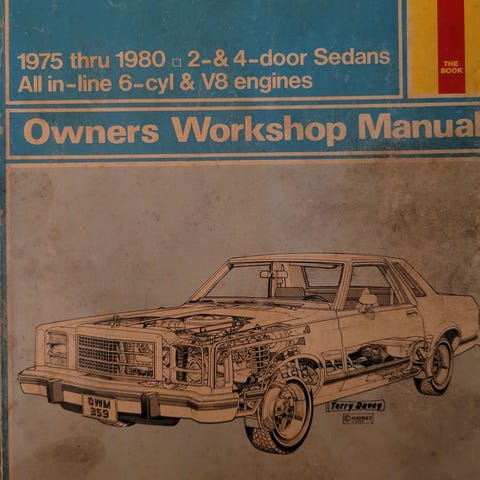 1975 thru 1980 □ 2-& 4-door Sedans
All in-line 6-cyl & V8 engines
THE
BOOK
Owners Workshop Manual
OWM
359
Terry Davey
© HAYNES